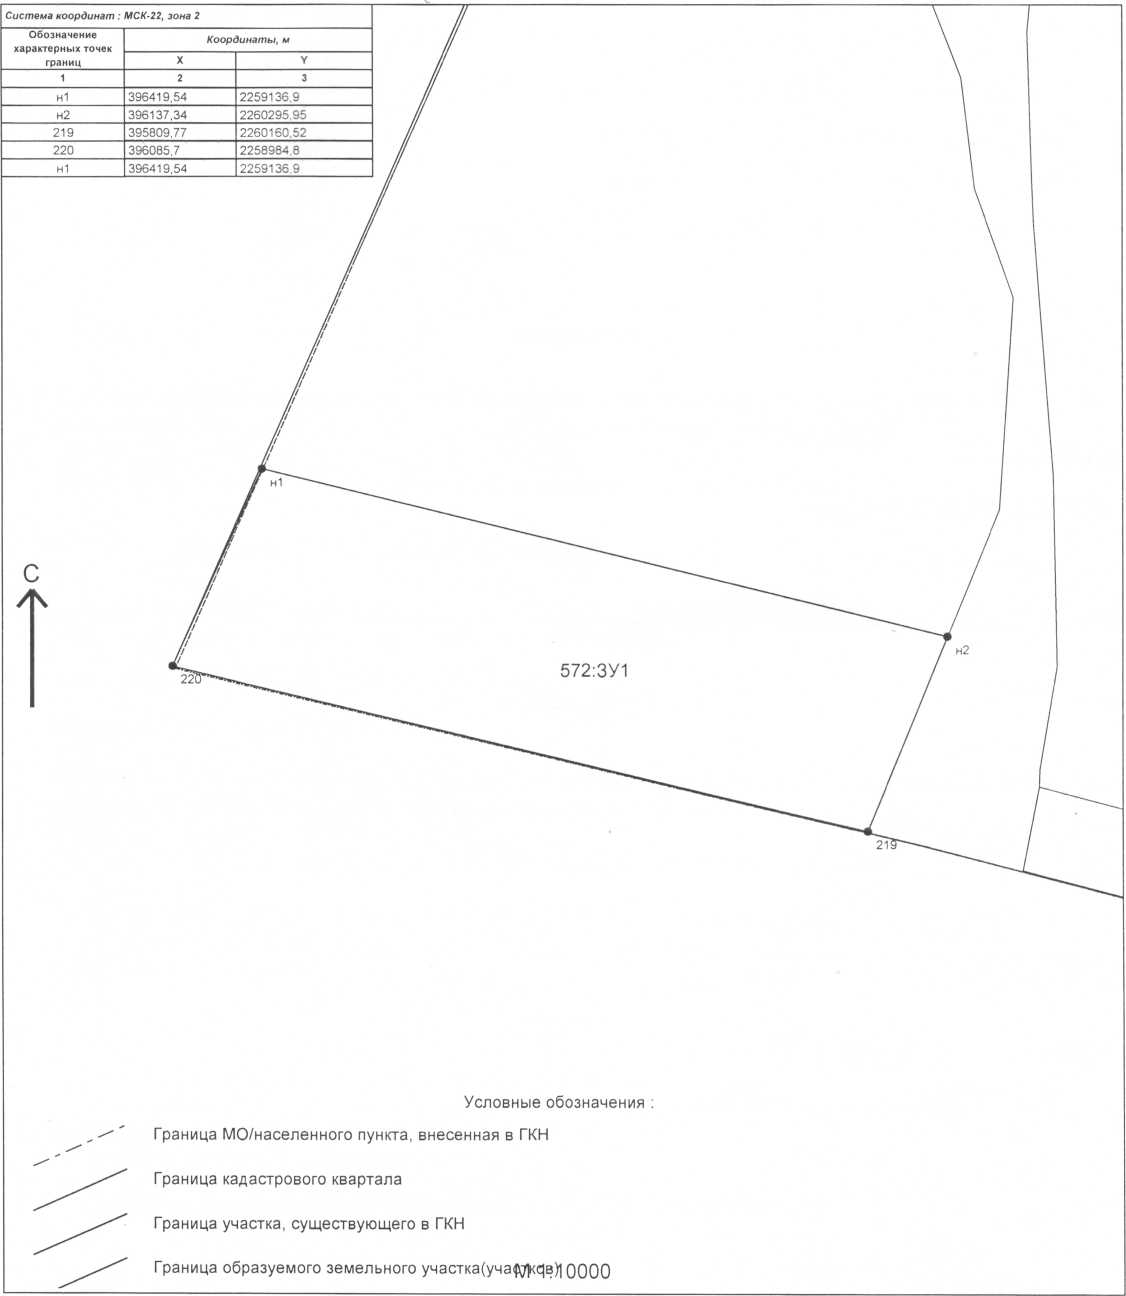 Система координат : МСК-22, зона 2
Обозначение характерных точек границ
Координаты, м
X Y
1 2 3
н1 396419,54 2259136,9
н2 396137,34 2260295,95
219 395809,77 2260160,52
220 396085,7 2258984,8
н1 396419,54 2259136,9
н1
С
н2
572:ЗУ1
220
219
Условные обозначения :
Граница МО/населенного пункта, внесенная в ГКН
Граница кадастрового квартала
Граница участка, существующего в ГКН
Граница образуемого земельного участка(участков)
М 1:10000